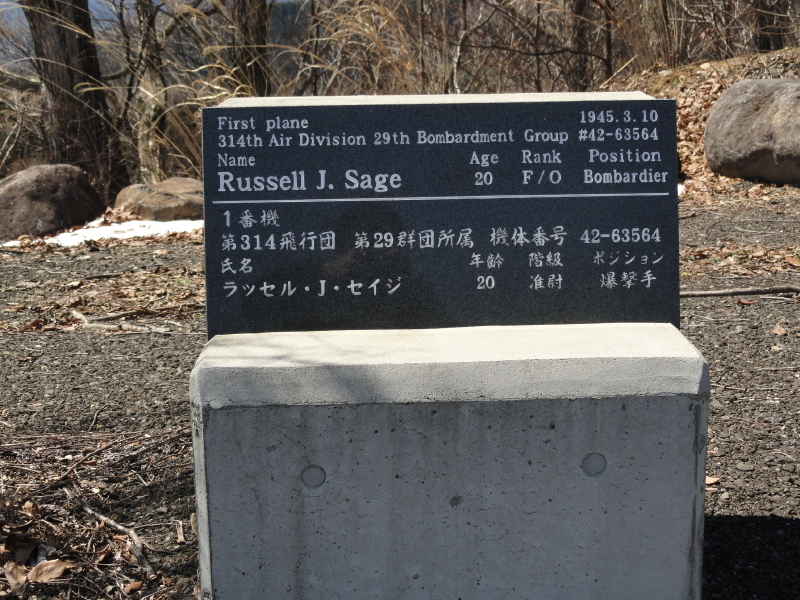 First plane 1945.3.10
314th Air Division 29th Bombardment Group #42-63564
Name Age Rank Position
Russell J. Sage 20 F/O Bombardier
1番機
第314飛行団 第29群団所属 機体番号 42-63564
氏名 年齢 階級 ポジション
ラッセル・J・セイジ 20 准尉 爆撃手